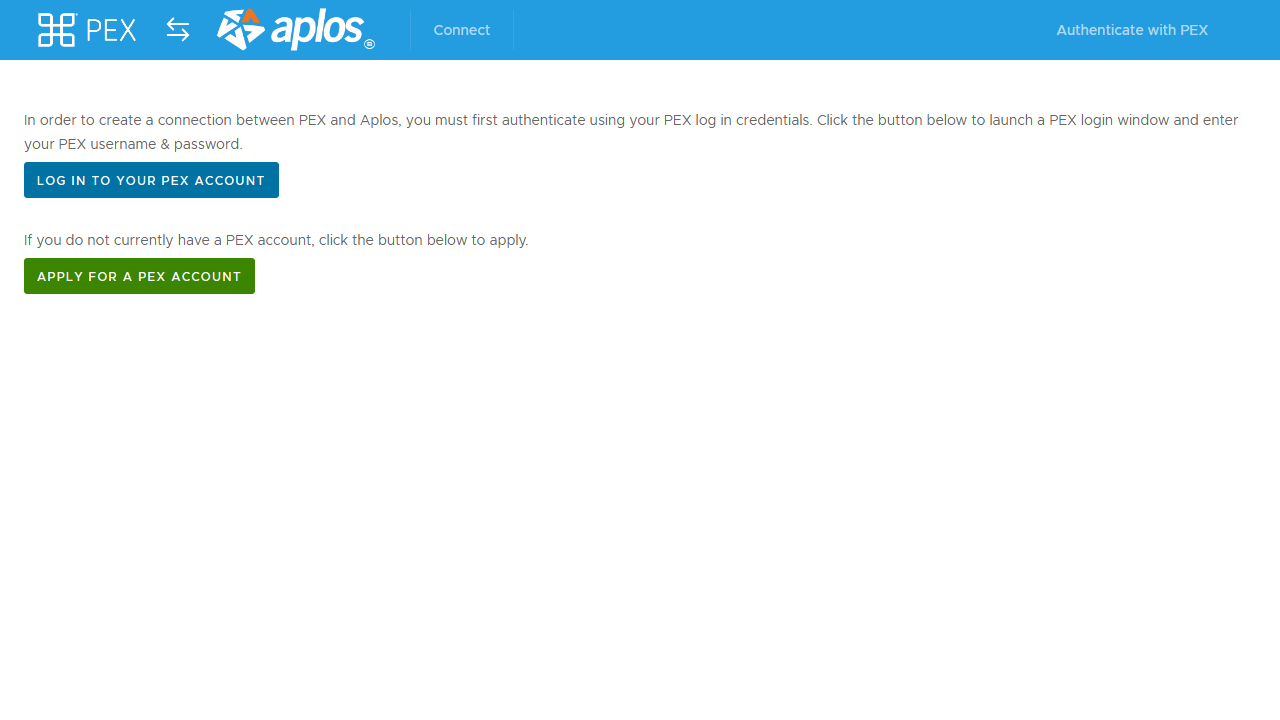 PEX aplos® Connect Authenticate with PEX
In order to create a connection between PEX and Aplos, you must first authenticate using your PEX log in credentials. Click the button below to launch a PEX login window and enter
your PEX username & password.
LOG IN TO YOUR PEX ACCOUNT
If you do not currently have a PEX account, click the button below to apply.
APPLY FOR A PEX ACCOUNT